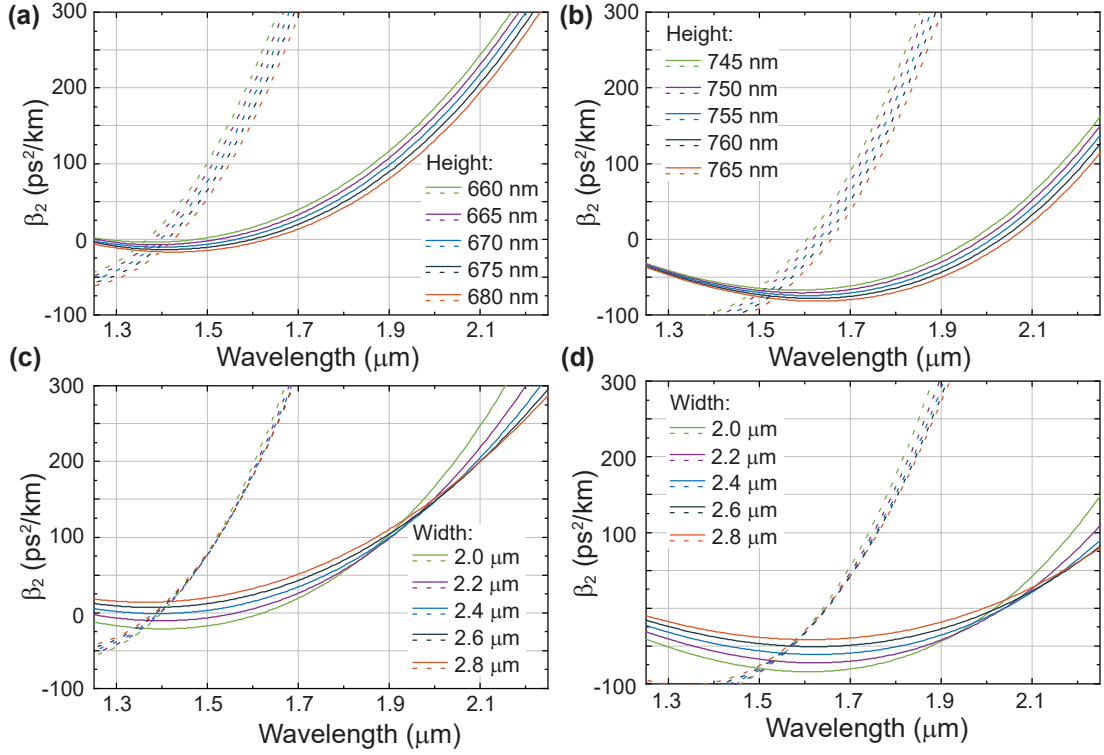 (a)
300
200
100
0
-100
β₂ (ps²/km)
Height:
660 nm
665 nm
670 nm
675 nm
680 nm
1.3 1.5 1.7 1.9 2.1
Wavelength (μm)
(b)
300
200
100
0
-100
β₂ (ps²/km)
Height:
745 nm
750 nm
755 nm
760 nm
765 nm
1.3 1.5 1.7 1.9 2.1
Wavelength (μm)
(c)
300
200
100
0
-100
β₂ (ps²/km)
Width:
2.0 μm
2.2 μm
2.4 μm
2.6 μm
2.8 μm
1.3 1.5 1.7 1.9 2.1
Wavelength (μm)
(d)
300
200
100
0
-100
β₂ (ps²/km)
Width:
2.0 μm
2.2 μm
2.4 μm
2.6 μm
2.8 μm
1.3 1.5 1.7 1.9 2.1
Wavelength (μm)